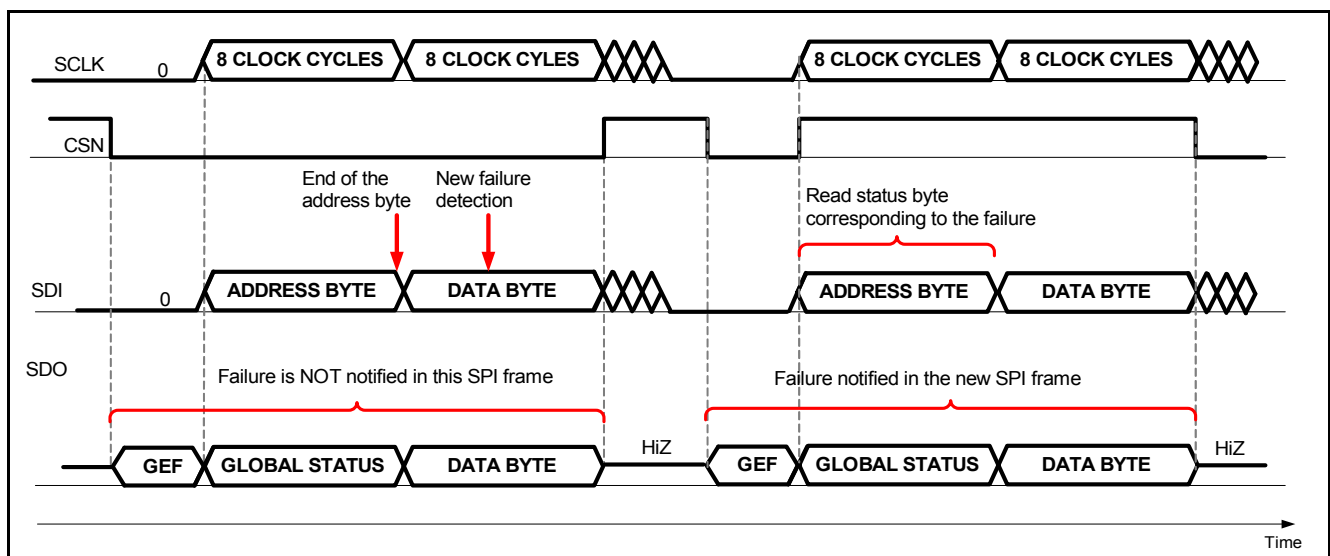 SCLK
0
8 CLOCK CYCLES
8 CLOCK CYLES
8 CLOCK CYCLES
8 CLOCK CYLES
CSN
End of the
address byte
New failure
detection
Read status byte
corresponding to the failure
SDI
0
ADDRESS BYTE
DATA BYTE
ADDRESS BYTE
DATA BYTE
SDO
Failure is NOT notified in this SPI frame
Failure notified in the new SPI frame
GEF
GLOBAL STATUS
DATA BYTE
HiZ
GEF
GLOBAL STATUS
DATA BYTE
HiZ
Time